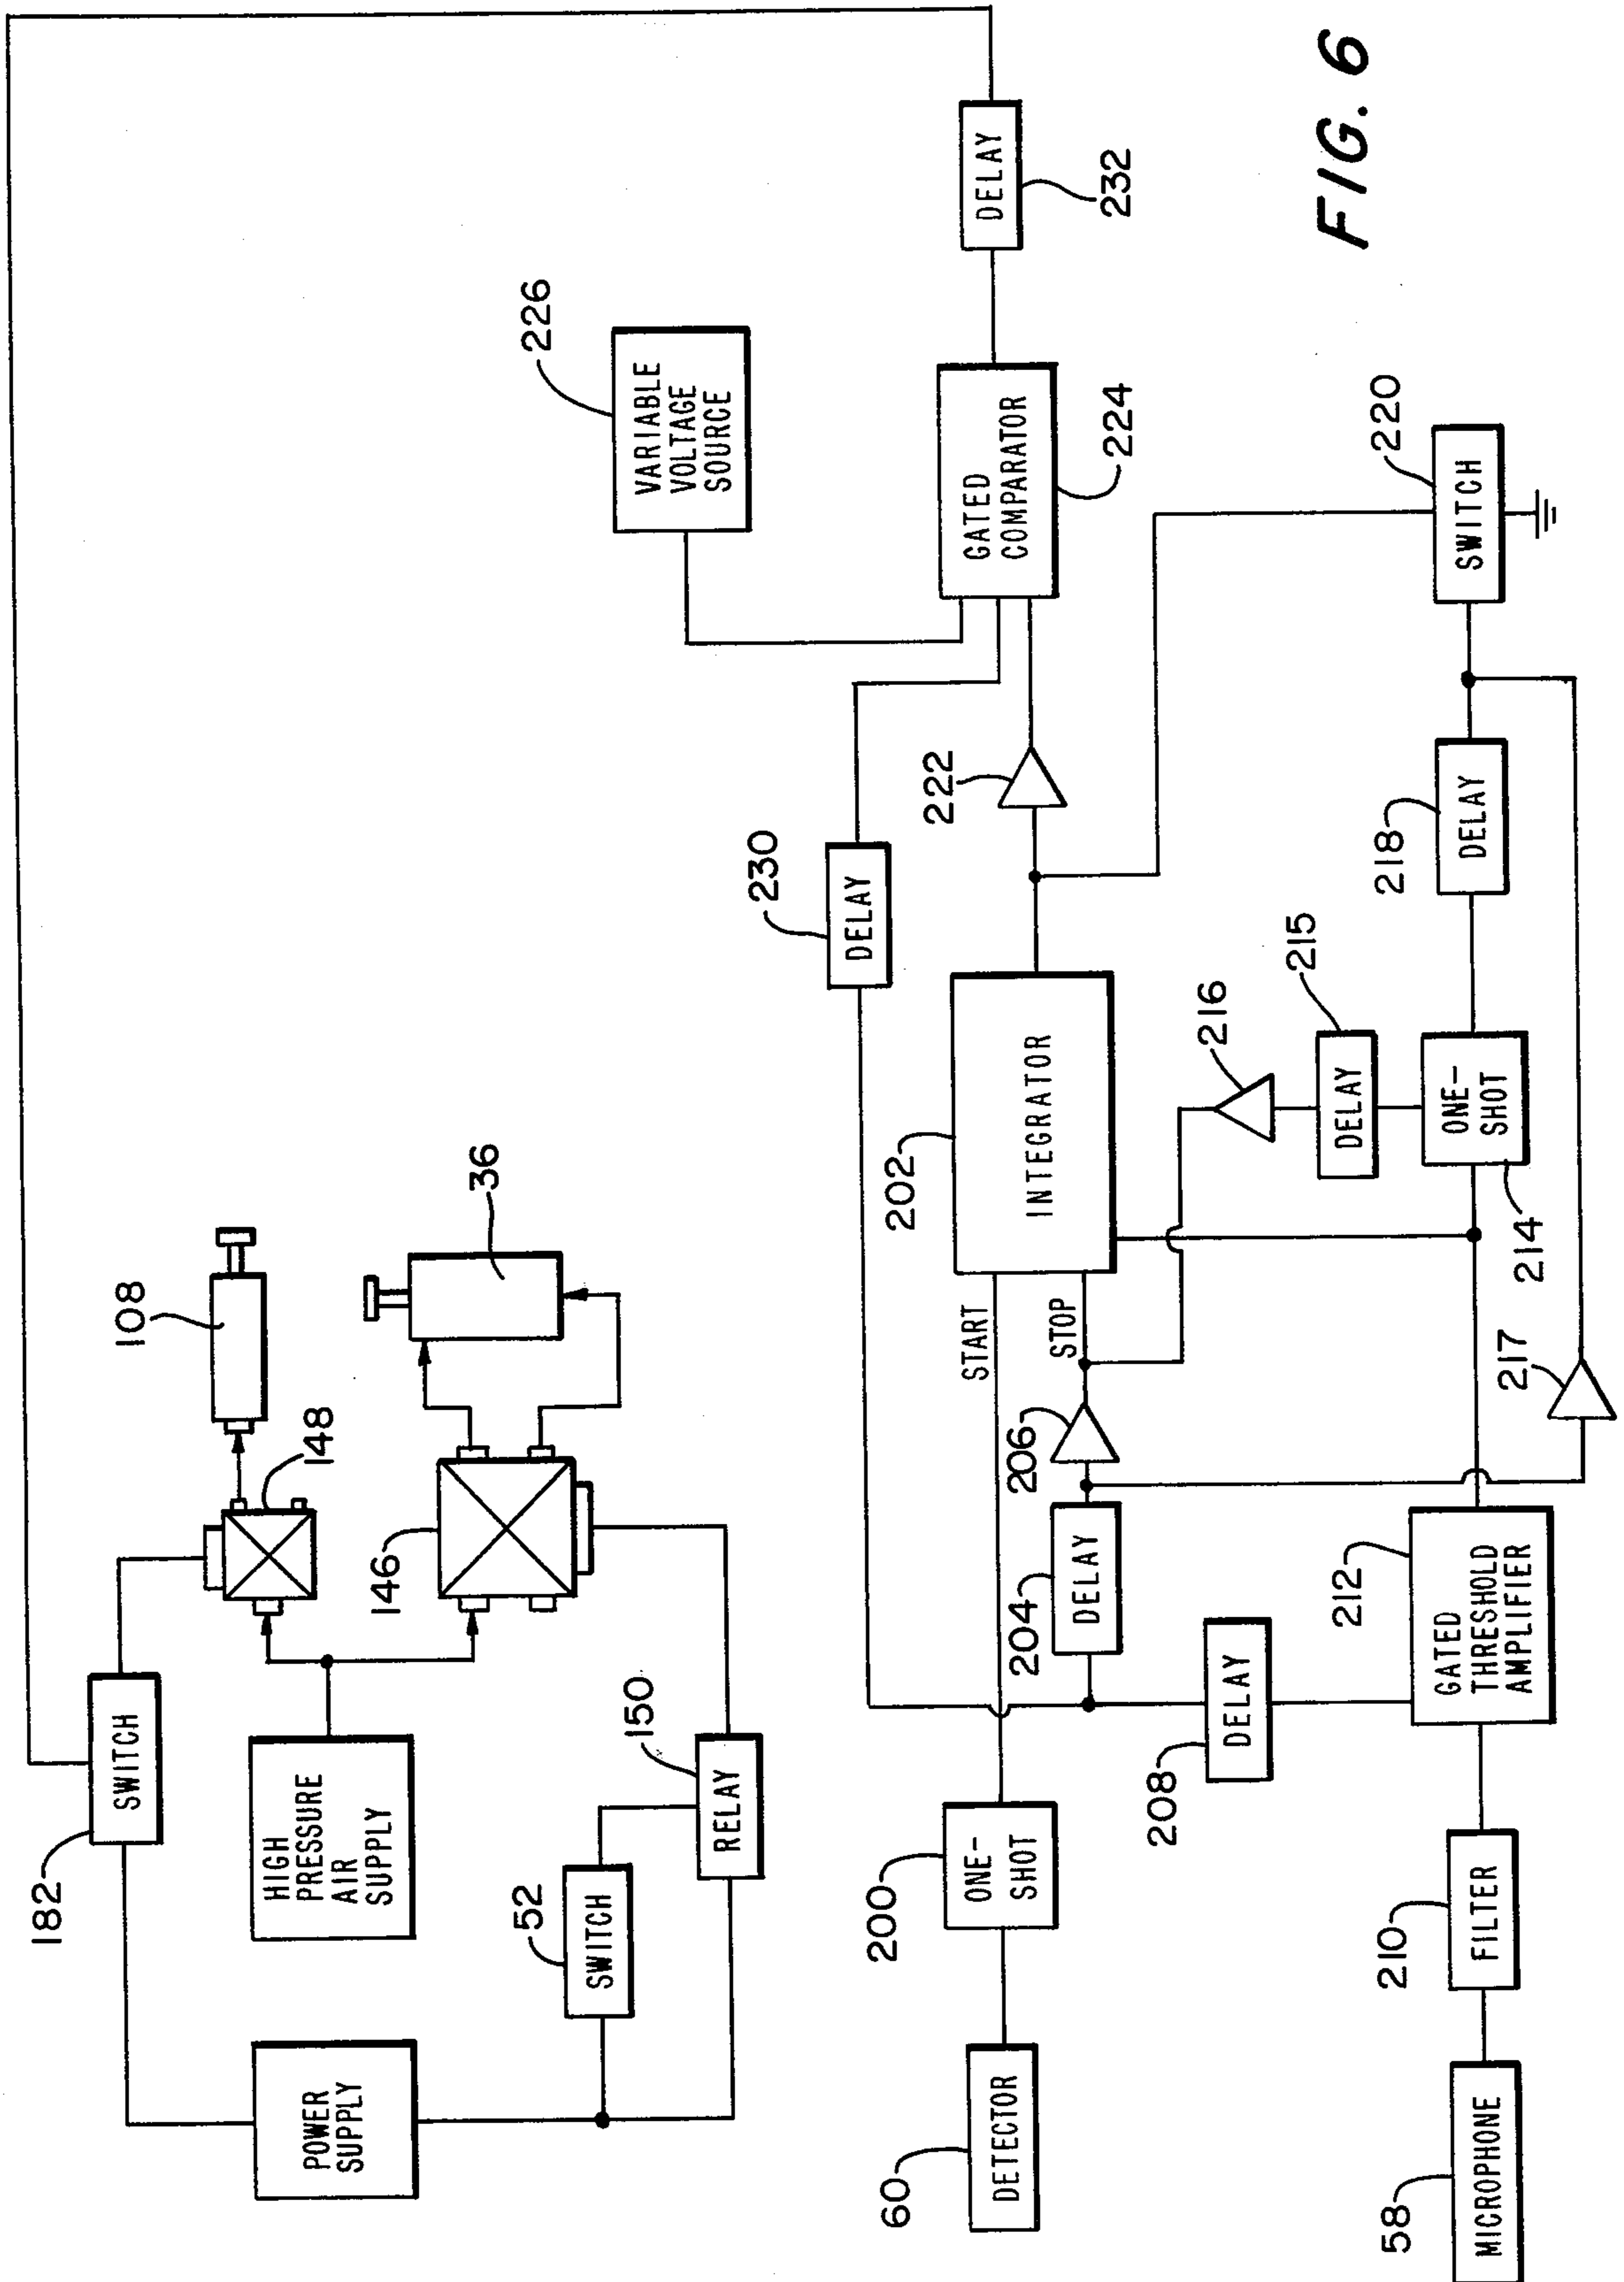 182
SWITCH
148
108
POWER
SUPPLY
HIGH
PRESSURE
AIR
SUPPLY
146
36
52
SWITCH
150
RELAY
226
VARIABLE
VOLTAGE
SOURCE
230
DELAY
60
DETECTOR
200
ONE-
SHOT
START
202
INTEGRATOR
STOP
222
GATED
COMPARATOR
224
DELAY
232
204
DELAY
206
208
DELAY
216
215
DELAY
58
MICROPHONE
210
FILTER
212
GATED
THRESHOLD
AMPLIFIER
ONE-
SHOT
214
218
DELAY
220
SWITCH
217
FIG. 6